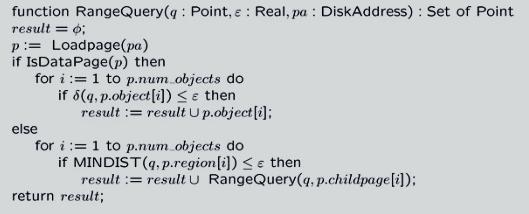 function RangeQuery(q : Point, ε : Real, pa : DiskAddress) : Set of Point
result = ϕ;
p := Loadpage(pa)
if IsDataPage(p) then
for i := 1 to p.num_objects do
if δ(q, p.object[i]) ≤ ε then
result := result ∪ p.object[i];
else
for i := 1 to p.num_objects do
if MINDIST(q, p.region[i]) ≤ ε then
result := result ∪ RangeQuery(q, p.childpage[i]);
return result;